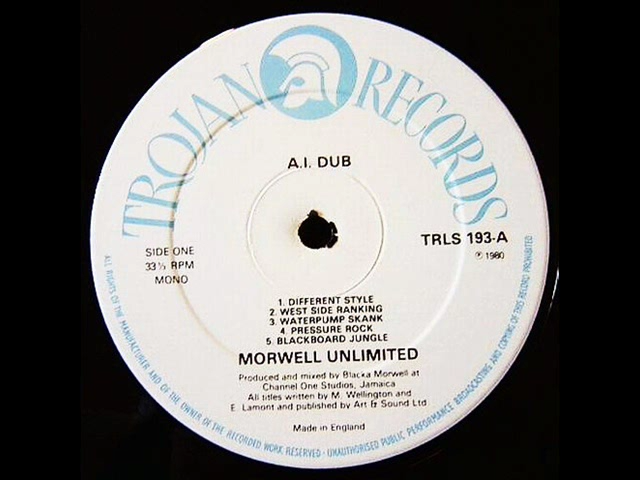 TROJAN RECORDS
A.I. DUB
SIDE ONE
33⅓ RPM
MONO
TRLS 193-A
℗ 1980
1. DIFFERENT STYLE
2. WEST SIDE RANKING
3. WATERPUMP SKANK
4. PRESSURE ROCK
5. BLACKBOARD JUNGLE
MORWELL UNLIMITED
Produced and mixed by Blacka Morwell at
Channel One Studios, Jamaica
All titles written by M. Wellington and
E. Lamont and published by Art & Sound Ltd
Made in England
ALL RIGHTS OF THE MANUFACTURER AND OF THE OWNER OF THE RECORDED WORK RESERVED · UNAUTHORISED PUBLIC PERFORMANCE BROADCASTING AND COPYING OF THIS RECORD PROHIBITED